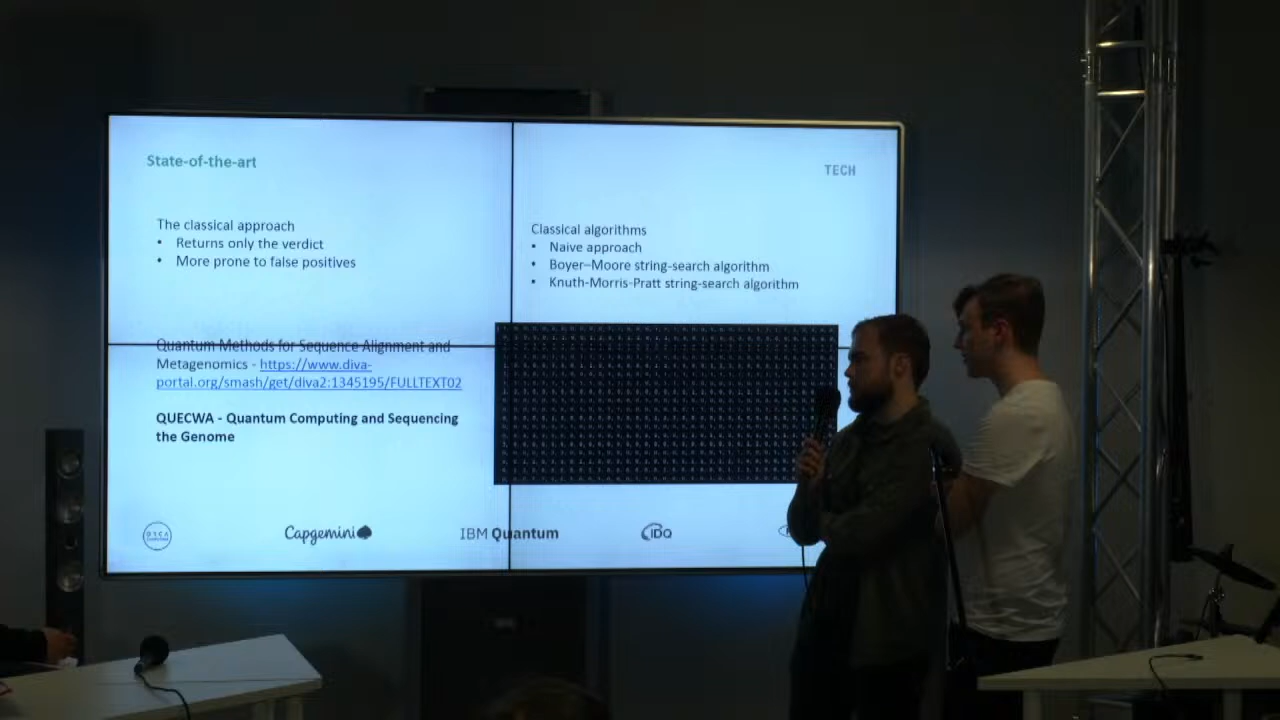 State-of-the-art
TECH
The classical approach
• Returns only the verdict
• More prone to false positives
Classical algorithms
• Naive approach
• Boyer–Moore string-search algorithm
• Knuth-Morris-Pratt string-search algorithm
Quantum Methods for Sequence Alignment and
Metagenomics - https://www.diva-
portal.org/smash/get/diva2:1345195/FULLTEXT02
QUECWA - Quantum Computing and Sequencing
the Genome
Capgemini
IBM Quantum
IDQ